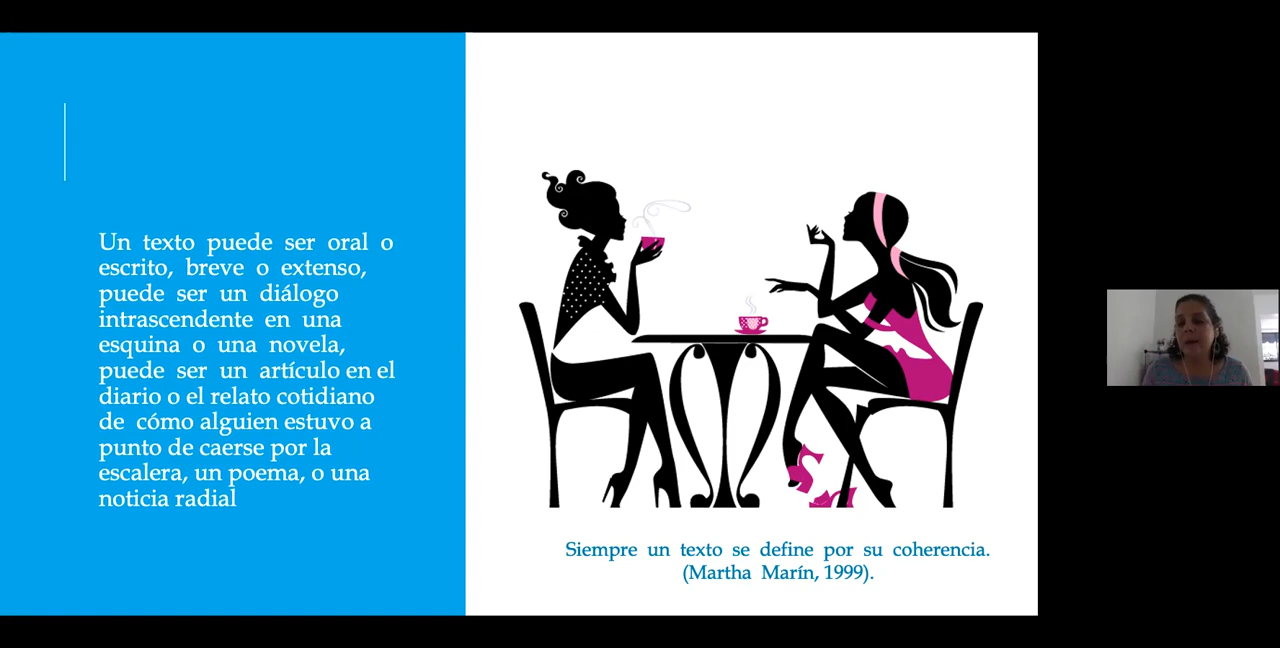 Un texto puede ser oral o
escrito, breve o extenso,
puede ser un diálogo
intrascendente en una
esquina o una novela,
puede ser un artículo en el
diario o el relato cotidiano
de cómo alguien estuvo a
punto de caerse por la
escalera, un poema, o una
noticia radial
Siempre un texto se define por su coherencia.
(Martha Marín, 1999).